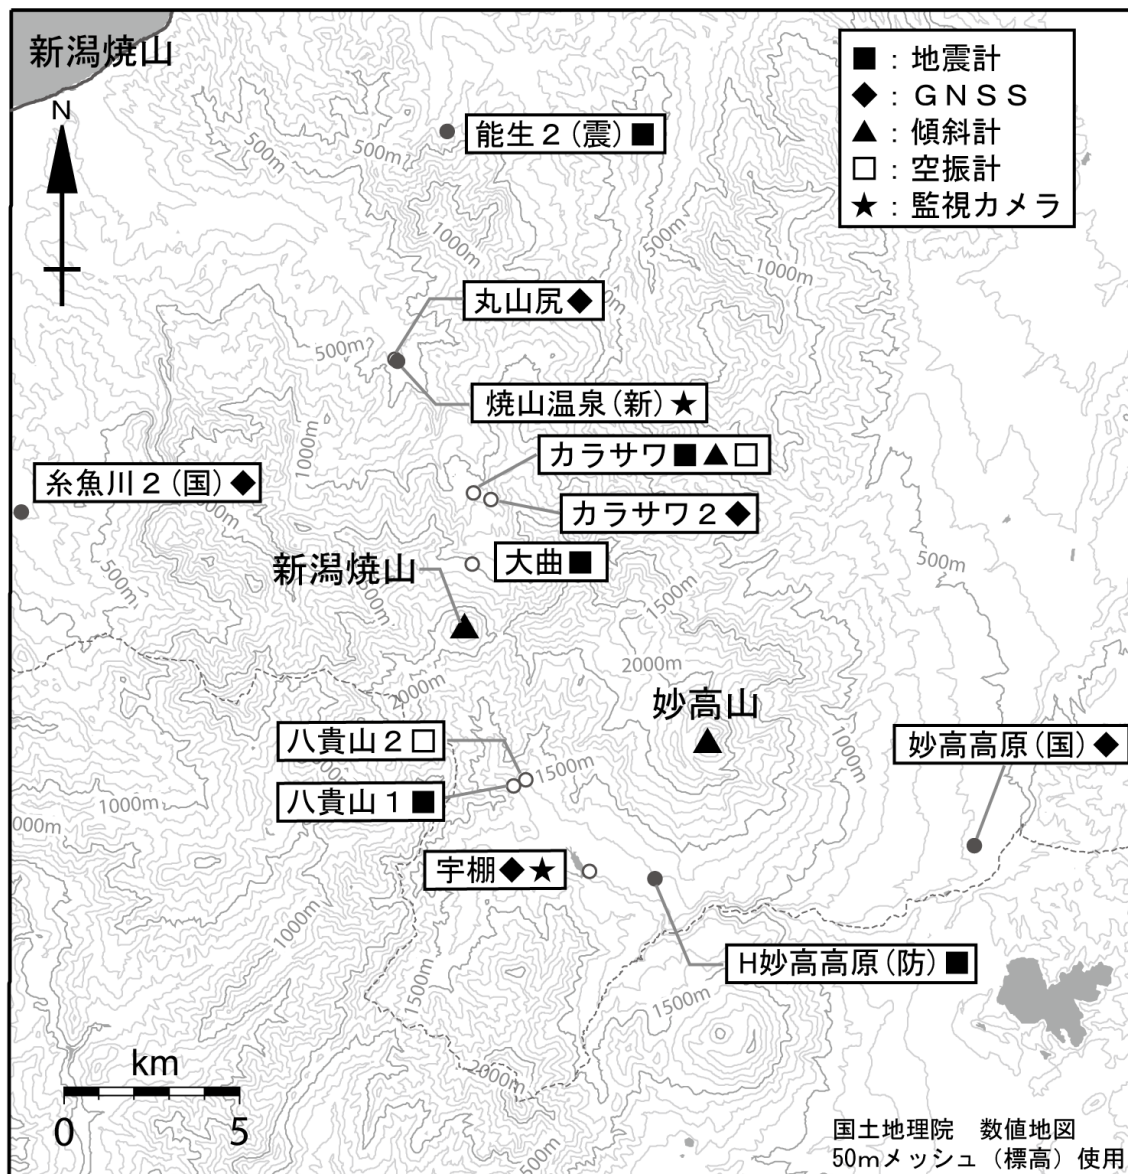 新潟焼山
N
■：地震計
◆：ＧＮＳＳ
▲：傾斜計
□：空振計
★：監視カメラ
能生２(震)■
500m
500m
1000m
500m
1000m
丸山尻◆
500m
焼山温泉(新)★
1000m
カラサワ■▲□
糸魚川２(国)◆
カラサワ２◆
大曲■
新潟焼山
500m
500m
1500m
2000m
2000m
妙高山
1000m
八貴山２□
妙高高原(国)◆
1500m
八貴山１■
1000m
宇棚◆★
1000m
H妙高高原(防)■
1500m
1500m
km
2000m
0 5
500m
国土地理院　数値地図
50mメッシュ（標高）使用